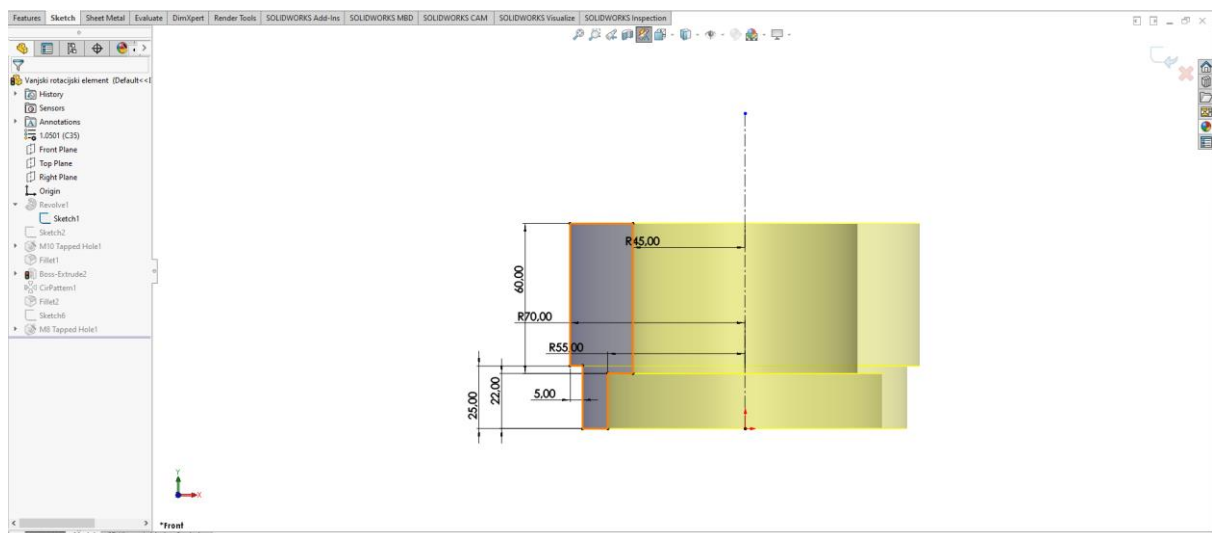 Features Sketch Sheet Metal Evaluate DimXpert Render Tools SOLIDWORKS Add-Ins SOLIDWORKS MBD SOLIDWORKS CAM SOLIDWORKS Visualize SOLIDWORKS Inspection
Vanjski rotacijski element (Default<<
History
Sensors
Annotations
1.0501 (C35)
Front Plane
Top Plane
Right Plane
Origin
Revolve1
Sketch1
Sketch2
M10 Tapped Hole1
Fillet1
Boss-Extrude2
CirPattern1
Fillet2
Sketch6
M8 Tapped Hole1
R45,00
60,00
R70,00
R55,00
5,00
22,00
25,00
Y
X
*Front